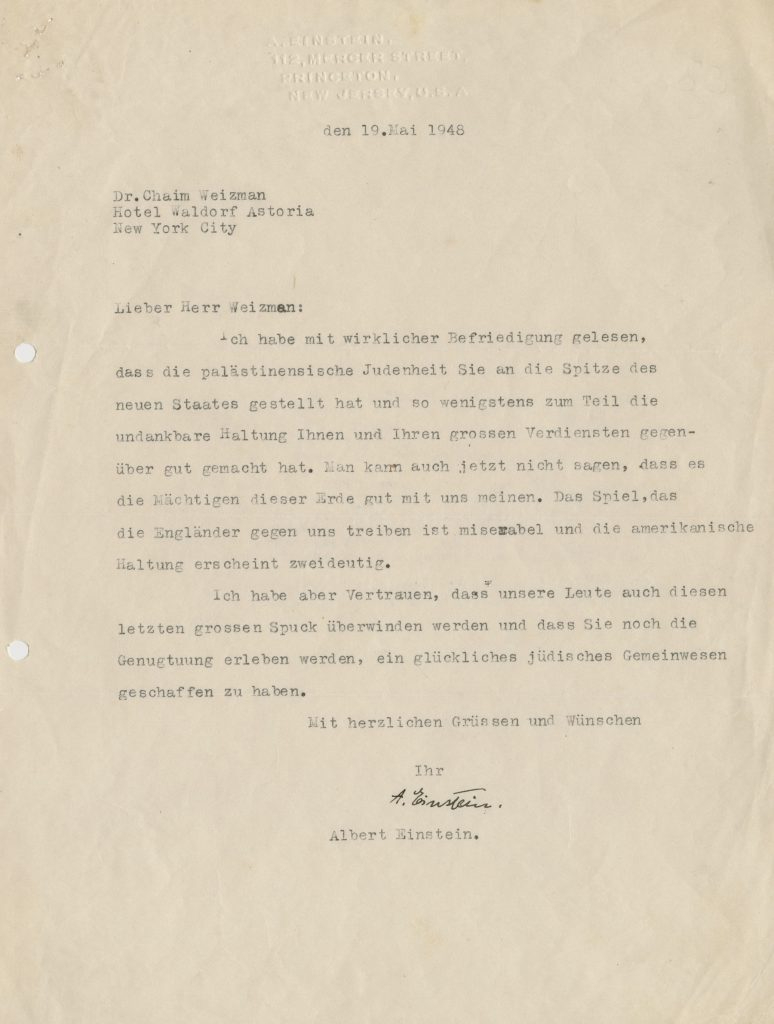 A. EINSTEIN.
112, MERCER STREET,
PRINCETON.
NEW JERSEY, U.S.A
den 19.Mai 1948
Dr.Chaim Weizman
Hotel Waldorf Astoria
New York City
Lieber Herr Weizman:
Ich habe mit wirklicher Befriedigung gelesen,
dass die palästinensische Judenheit Sie an die Spitze des
neuen Staates gestellt hat und so wenigstens zum Teil die
undankbare Haltung Ihnen und Ihren grossen Verdiensten gegen-
über gut gemacht hat. Man kann auch jetzt nicht sagen, dass es
die Mächtigen dieser Erde gut mit uns meinen. Das Spiel,das
die Engländer gegen uns treiben ist miserabel und die amerikanische
Haltung erscheint zweideutig.
Ich habe aber Vertrauen, dass unsere Leute auch diesen
letzten grossen Spuck überwinden werden und dass Sie noch die
Genugtuung erleben werden, ein glückliches jüdisches Gemeinwesen
geschaffen zu haben.
Mit herzlichen Grüssen und Wünschen
Ihr
A. Einstein.
Albert Einstein.